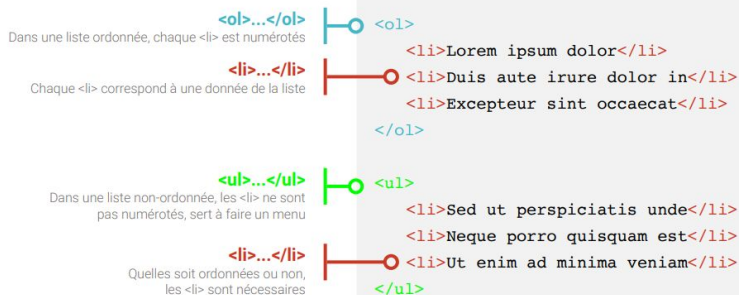 <ol>...</ol>
Dans une liste ordonnée, chaque <li> est numérotés
<li>...</li>
Chaque <li> correspond à une donnée de la liste
<ul>...</ul>
Dans une liste non-ordonnée, les <li> ne sont
pas numérotés, sert à faire un menu
<li>...</li>
Quelles soit ordonnées ou non,
les <li> sont nécessaires
<ol>
<li>Lorem ipsum dolor</li>
<li>Duis aute irure dolor in</li>
<li>Excepteur sint occaecat</li>
</ol>
<ul>
<li>Sed ut perspiciatis unde</li>
<li>Neque porro quisquam est</li>
<li>Ut enim ad minima veniam</li>
</ul>